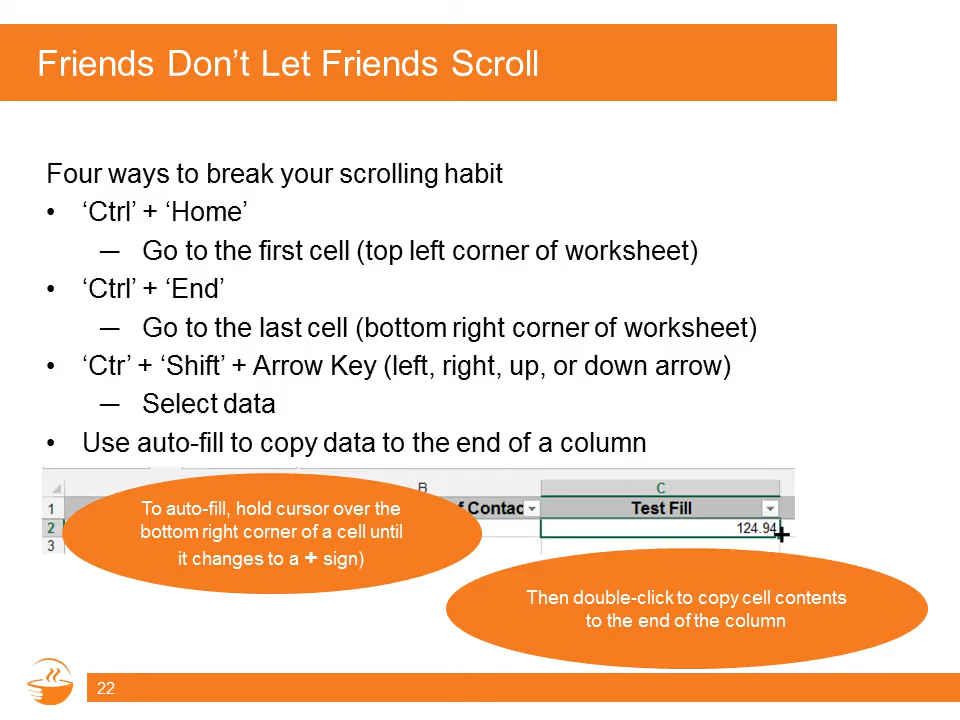 Friends Don’t Let Friends Scroll
Four ways to break your scrolling habit
• ‘Ctrl’ + ‘Home’
— Go to the first cell (top left corner of worksheet)
• ‘Ctrl’ + ‘End’
— Go to the last cell (bottom right corner of worksheet)
• ‘Ctr’ + ‘Shift’ + Arrow Key (left, right, up, or down arrow)
— Select data
• Use auto-fill to copy data to the end of a column
B C
1 Contac Test Fill
2 124.94
3
To auto-fill, hold cursor over the
bottom right corner of a cell until
it changes to a + sign)
Then double-click to copy cell contents
to the end of the column
22